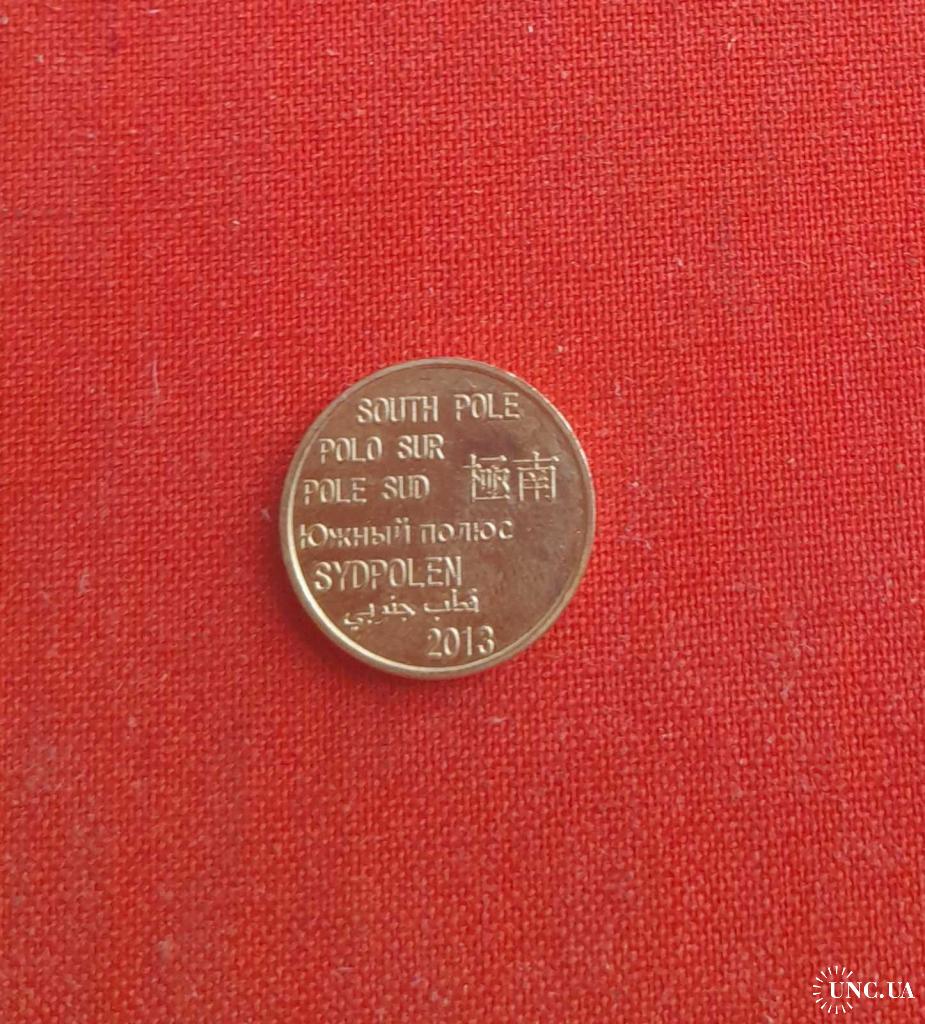 SOUTH POLE
POLO SUR
POLE SUD 極南
Южный полюс
SYDPOLEN
قطب جنوبي
2013
UNC.UA